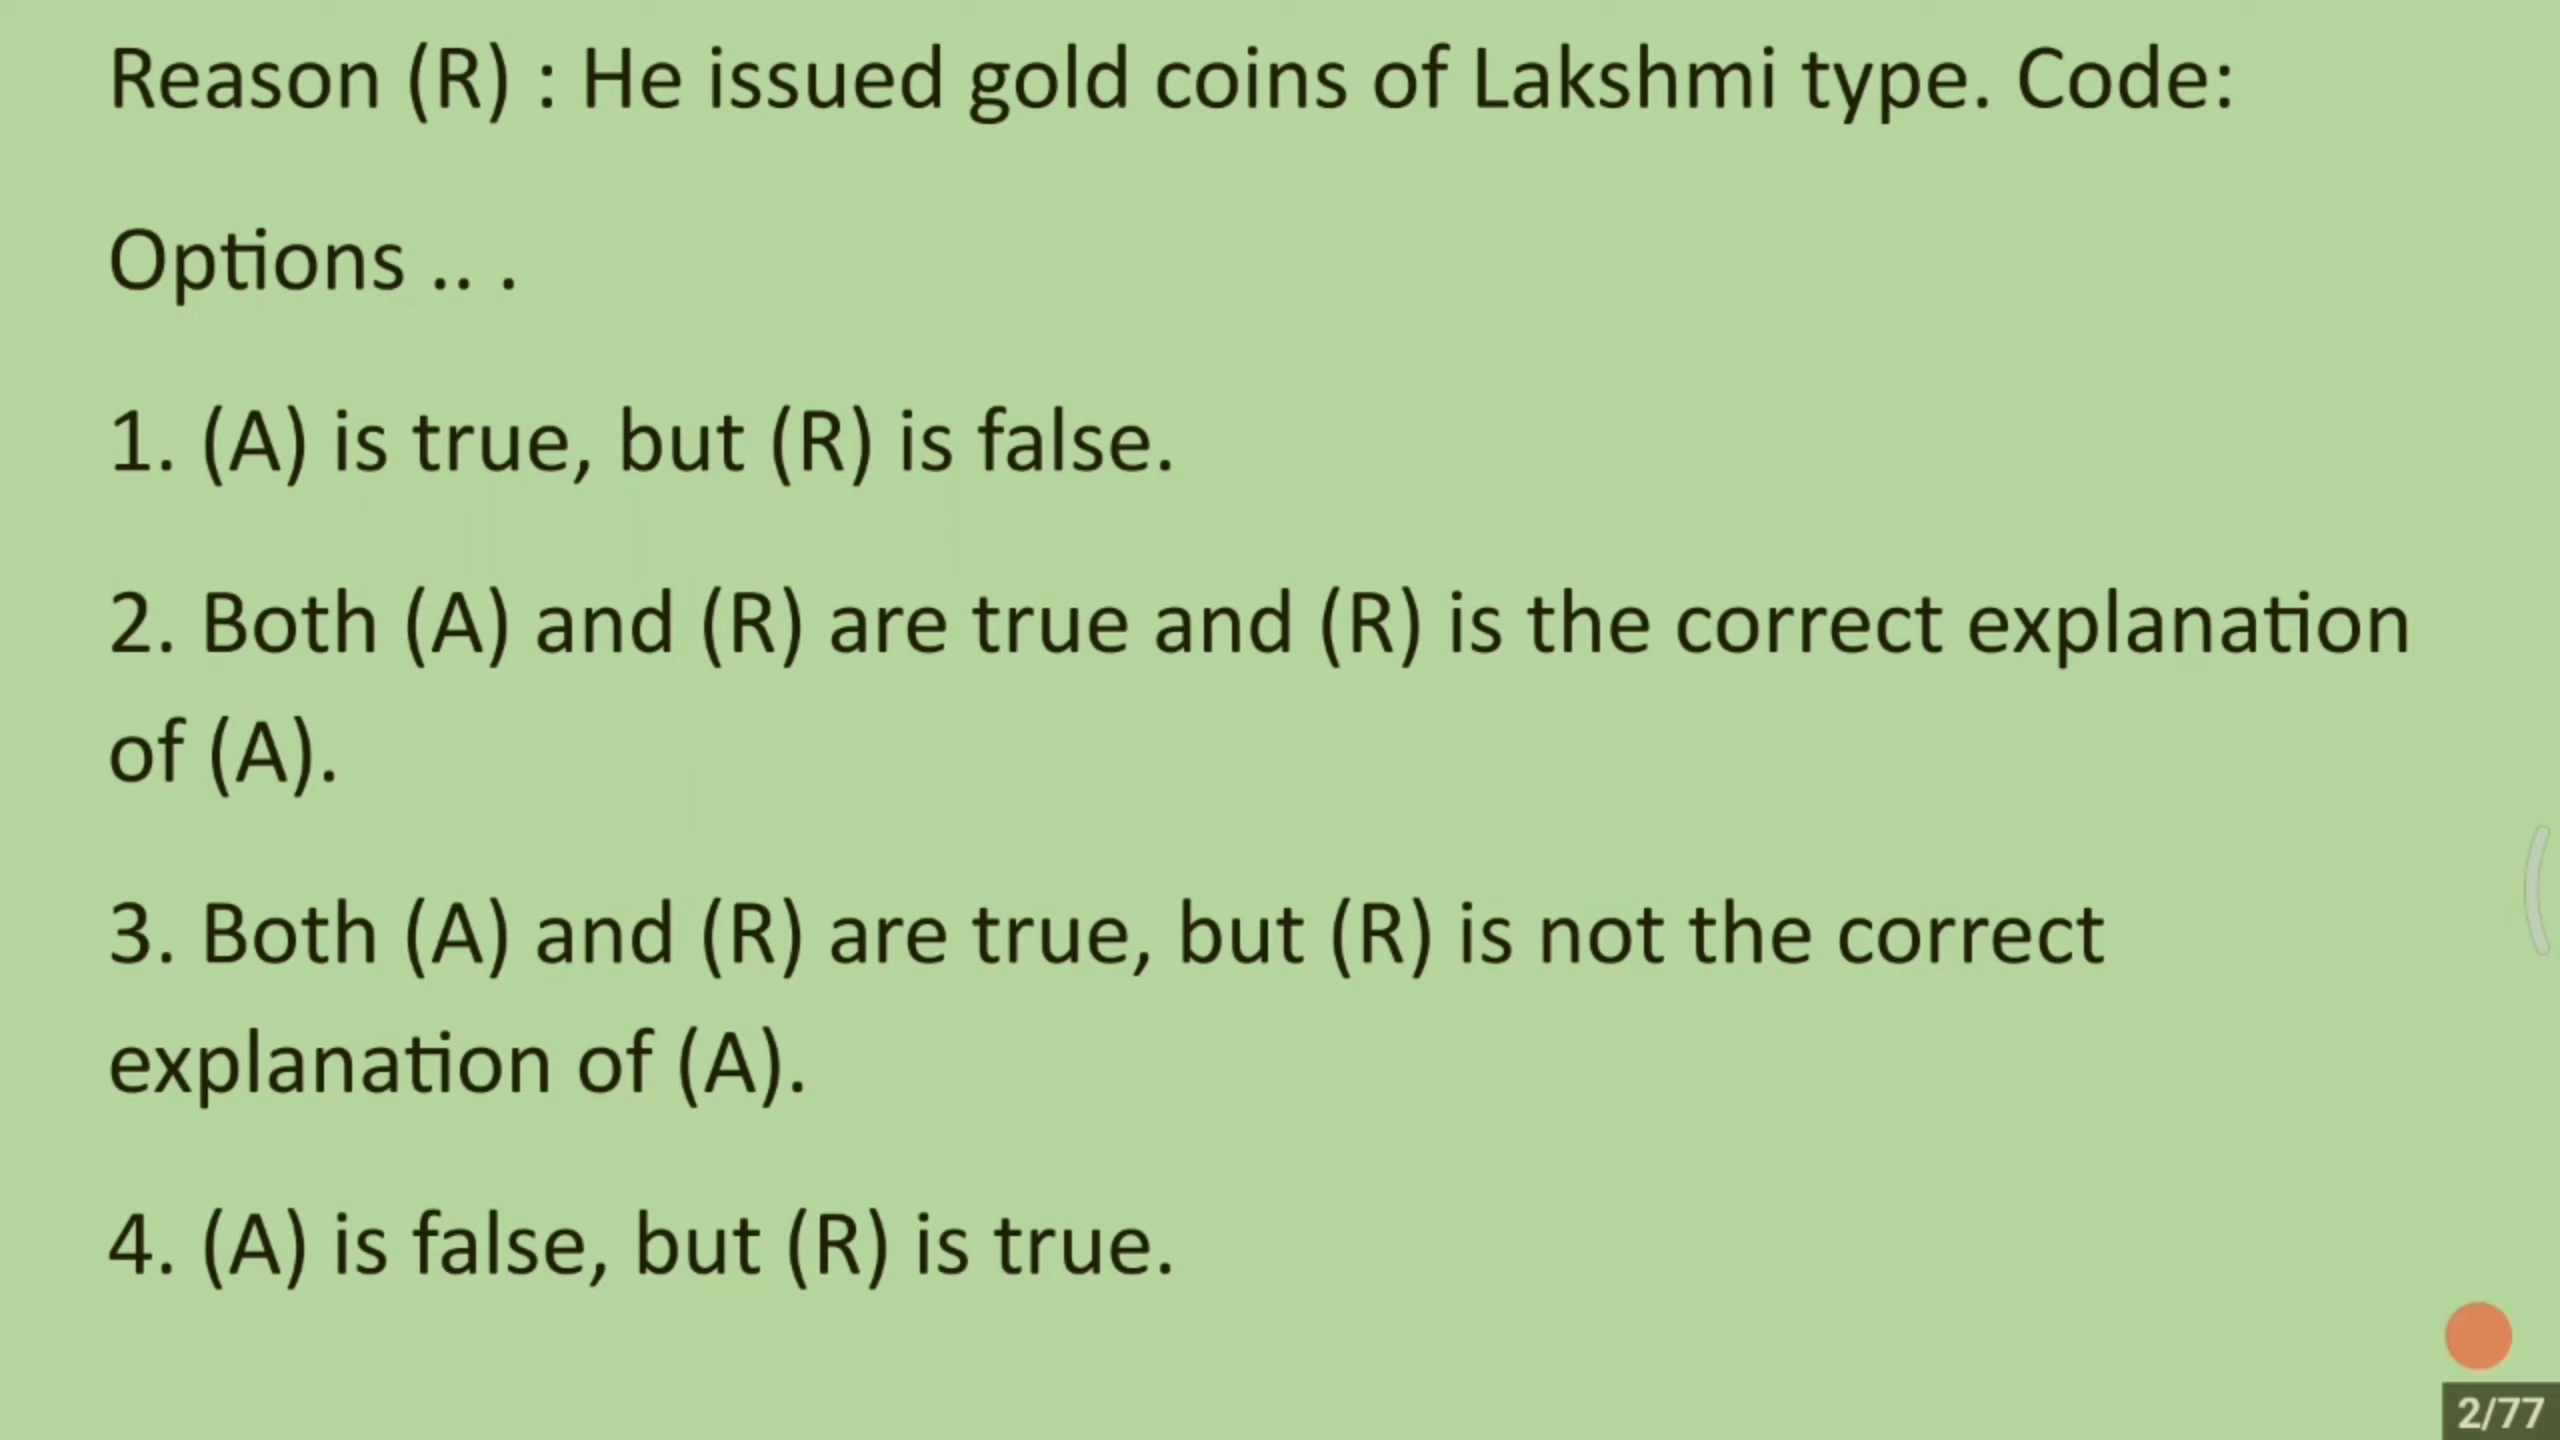 Reason (R) : He issued gold coins of Lakshmi type. Code:
Options .. .
1. (A) is true, but (R) is false.
2. Both (A) and (R) are true and (R) is the correct explanation
of (A).
3. Both (A) and (R) are true, but (R) is not the correct
explanation of (A).
4. (A) is false, but (R) is true.
2/77